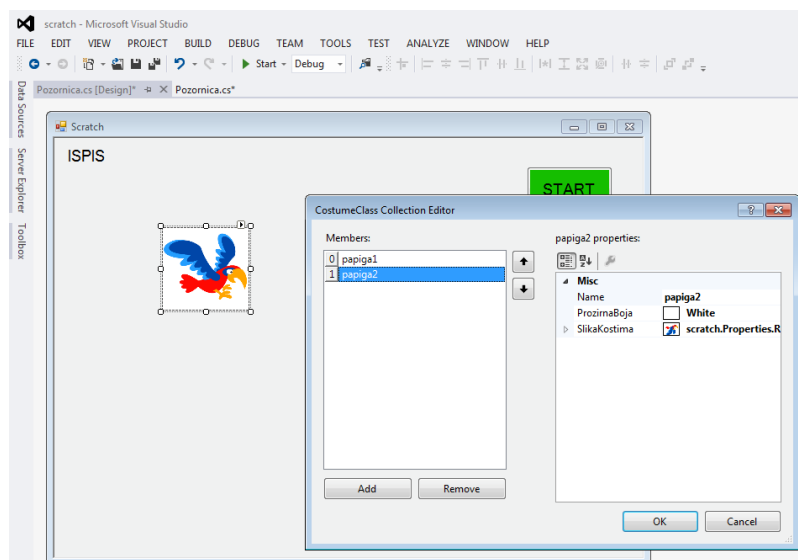 scratch - Microsoft Visual Studio
FILE EDIT VIEW PROJECT BUILD DEBUG TEAM TOOLS TEST ANALYZE WINDOW HELP
Start Debug
Data Sources
Server Explorer
Toolbox
Pozornica.cs [Design]* Pozornica.cs*
Scratch
ISPIS
START
CostumeClass Collection Editor
Members:
0 papiga1
1 papiga2
Add Remove
papiga2 properties:
Misc
Name papiga2
ProzirnaBoja White
SlikaKostima scratch.Properties.R
OK Cancel